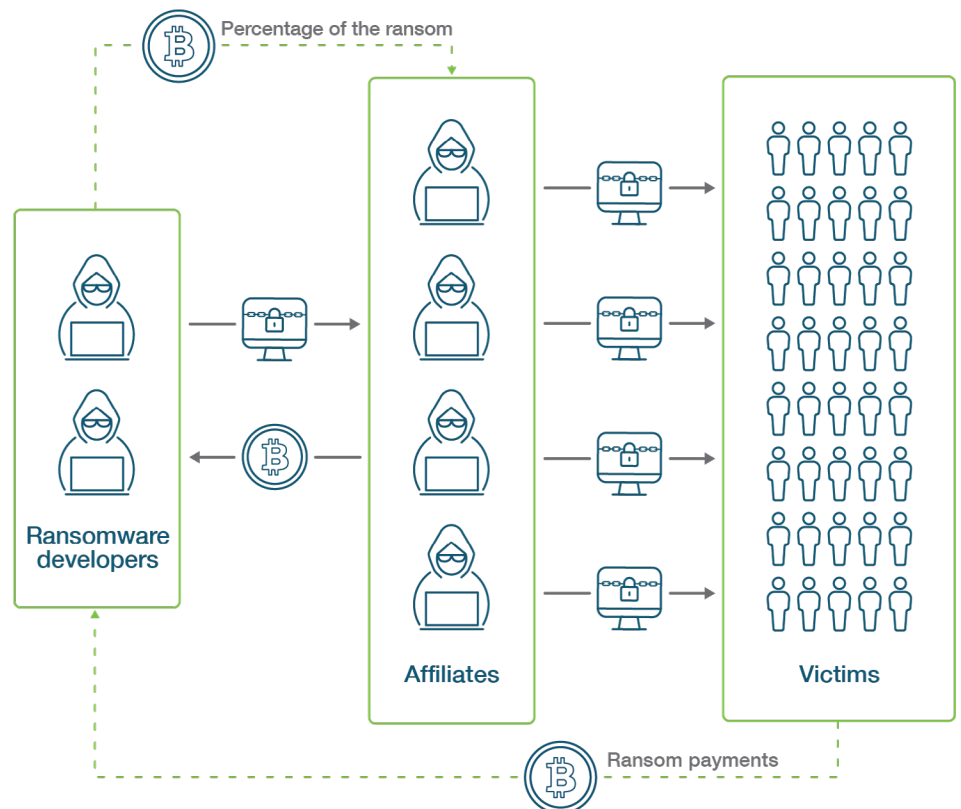 Percentage of the ransom
Ransomware
developers
Affiliates
Victims
Ransom payments